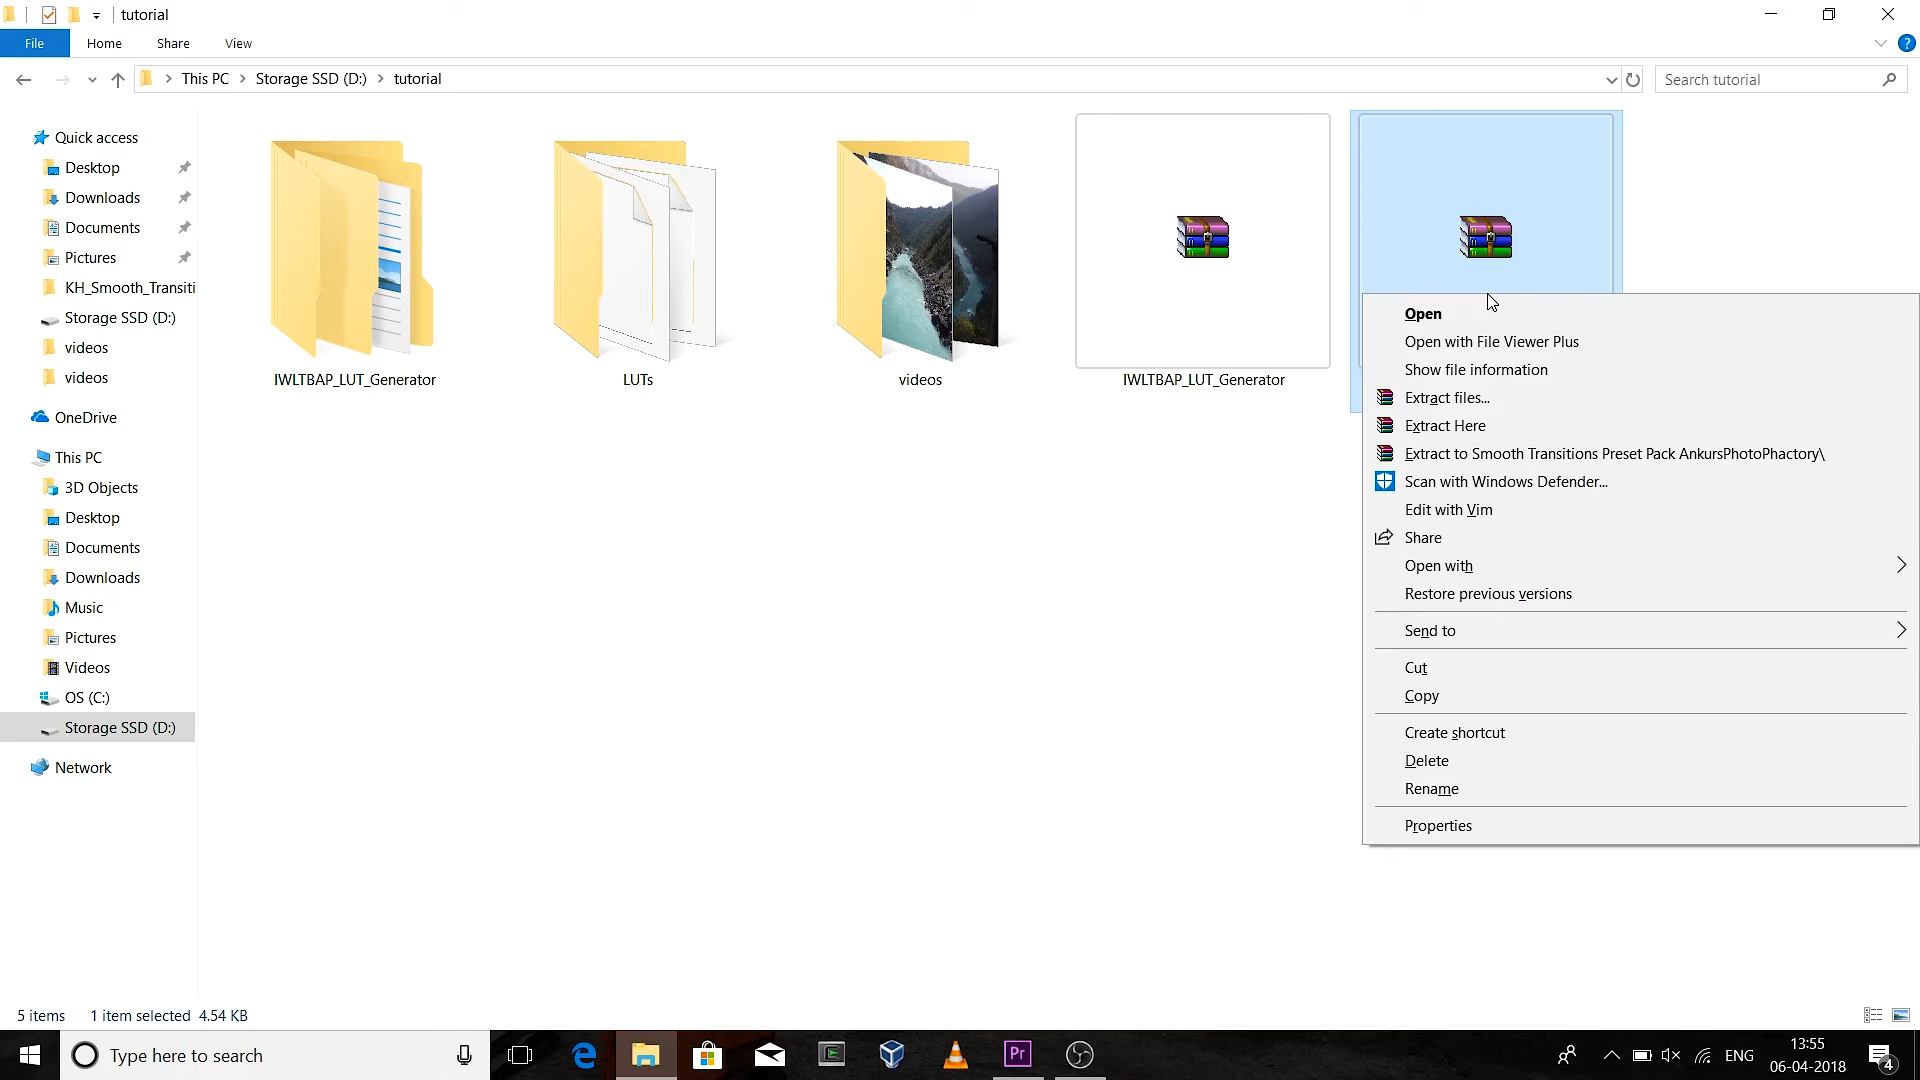 tutorial
File
Home
Share
View
This PC
Storage SSD (D:)
tutorial
Search tutorial
Quick access
Desktop
Downloads
Documents
Pictures
KH_Smooth_Transiti
Storage SSD (D:)
videos
videos
OneDrive
This PC
3D Objects
Desktop
Documents
Downloads
Music
Pictures
Videos
OS (C:)
Storage SSD (D:)
Network
IWLTBAP_LUT_Generator
LUTs
videos
IWLTBAP_LUT_Generator
Open
Open with File Viewer Plus
Show file information
Extract files...
Extract Here
Extract to Smooth Transitions Preset Pack AnkursPhotoPhactory\
Scan with Windows Defender...
Edit with Vim
Share
Open with
Restore previous versions
Send to
Cut
Copy
Create shortcut
Delete
Rename
Properties
5 items
1 item selected 4.54 KB
Type here to search
Pr
ENG
13:55
06-04-2018
4